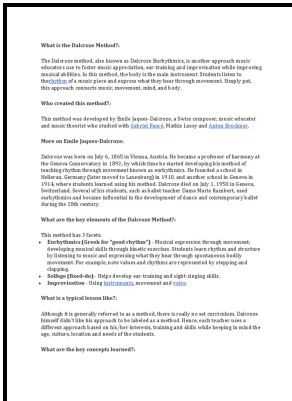 What is the Dalcroze Method?:
The Dalcroze method, also known as Dalcroze Eurhythmics, is another approach music
educators use to foster music appreciation, ear-training and improvisation while improving
musical abilities. In this method, the body is the main instrument. Students listen to
therhythm of a music piece and express what they hear through movement. Simply put,
this approach connects music, movement, mind, and body.
Who created this method?:
This method was developed by Émile Jaques-Dalcroze, a Swiss composer, music educator
and music theorist who studied with Gabriel Fauré, Mathis Lussy and Anton Bruckner.
More on Emile Jaques-Dalcroze:
Dalcroze was born on July 6, 1865 in Vienna, Austria. He became a professor of harmony at
the Geneva Conservatory in 1892; by which time he started developing his method of
teaching rhythm through movement known as eurhythmics. He founded a school in
Hellerau, Germany (later moved to Laxenburg) in 1910, and another school in Geneva in
1914, where students learned using his method. Dalcroze died on July 1, 1950 in Geneva,
Switzerland. Several of his students, such as ballet teacher Dame Marie Rambert, used
eurhythmics and became influential in the development of dance and contemporary ballet
during the 20th century.
What are the key elements of the Dalcroze Method?:
This method has 3 facets:
• Eurhythmics (Greek for "good rhythm") - Musical expression through movement;
developing musical skills through kinetic exercises. Students learn rhythm and structure
by listening to music and expressing what they hear through spontaneous bodily
movement. For example, note values and rhythms are represented by stepping and
clapping.
• Solfège (fixed-do) - Helps develop ear-training and sight-singing skills.
• Improvisation - Using instruments, movement and voice.
What is a typical lesson like?:
Although it is generally referred to as a method, there is really no set curriculum. Dalcroze
himself didn't like his approach to be labeled as a method. Hence, each teacher uses a
different approach based on his/her interests, training and skills while keeping in mind the
age, culture, location and needs of the students.
What are the key concepts learned?: